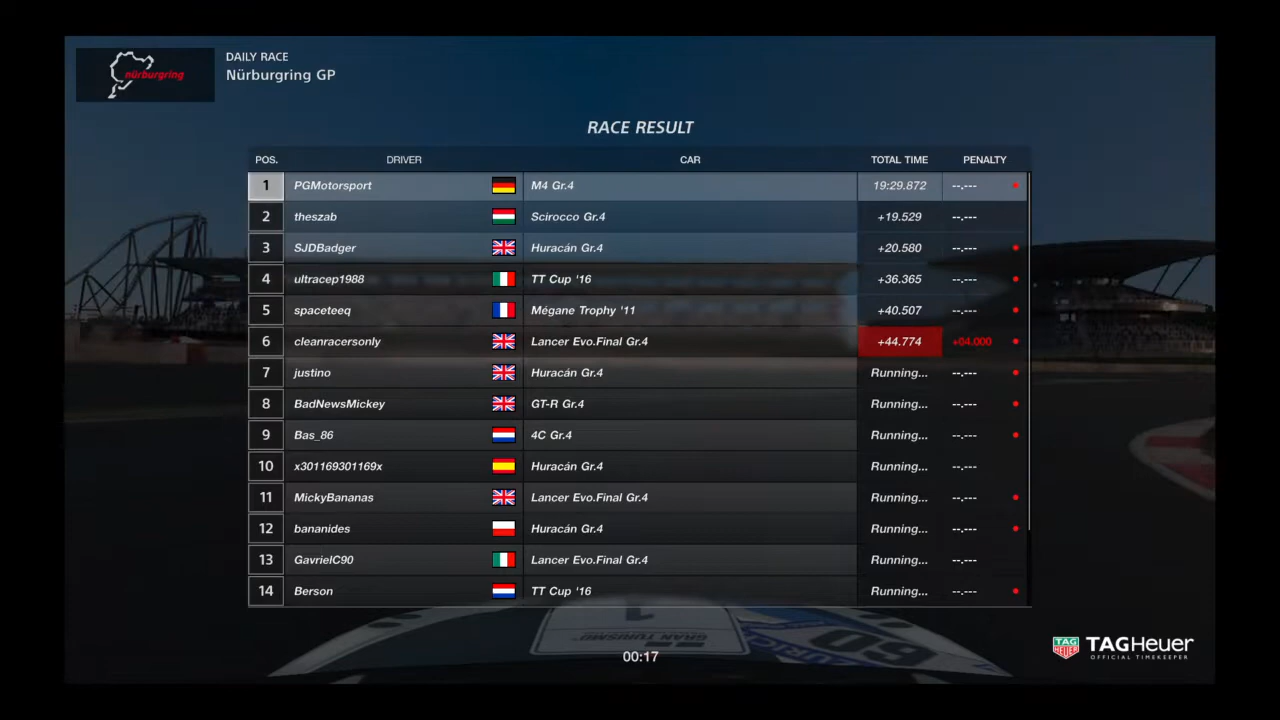 nürburgring
DAILY RACE
Nürburgring GP
RACE RESULT
POS. DRIVER CAR TOTAL TIME PENALTY
1 PGMotorsport M4 Gr.4 19:29.872 --.---
2 theszab Scirocco Gr.4 +19.529 --.---
3 SJDBadger Huracán Gr.4 +20.580 --.---
4 ultracep1988 TT Cup '16 +36.365 --.---
5 spaceteeq Mégane Trophy '11 +40.507 --.---
6 cleanracersonly Lancer Evo.Final Gr.4 +44.774 +04.000
7 justino Huracán Gr.4 Running... --.---
8 BadNewsMickey GT-R Gr.4 Running... --.---
9 Bas_86 4C Gr.4 Running... --.---
10 x301169301169x Huracán Gr.4 Running... --.---
11 MickyBananas Lancer Evo.Final Gr.4 Running... --.---
12 bananides Huracán Gr.4 Running... --.---
13 GavrielC90 Lancer Evo.Final Gr.4 Running... --.---
14 Berson TT Cup '16 Running... --.---
1
GRAN TURISMO
60
00:17
TAG HEUER
TAGHeuer
OFFICIAL TIMEKEEPER